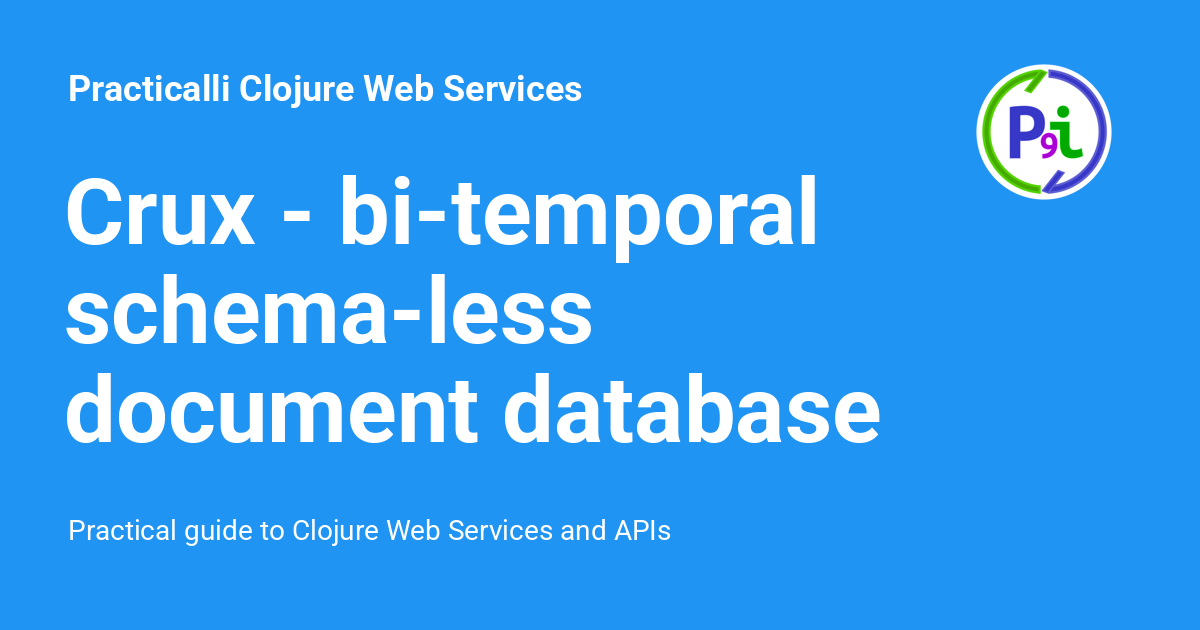 Practicalli Clojure Web Services
P9i
Crux - bi-temporal
schema-less
document database
Practical guide to Clojure Web Services and APIs